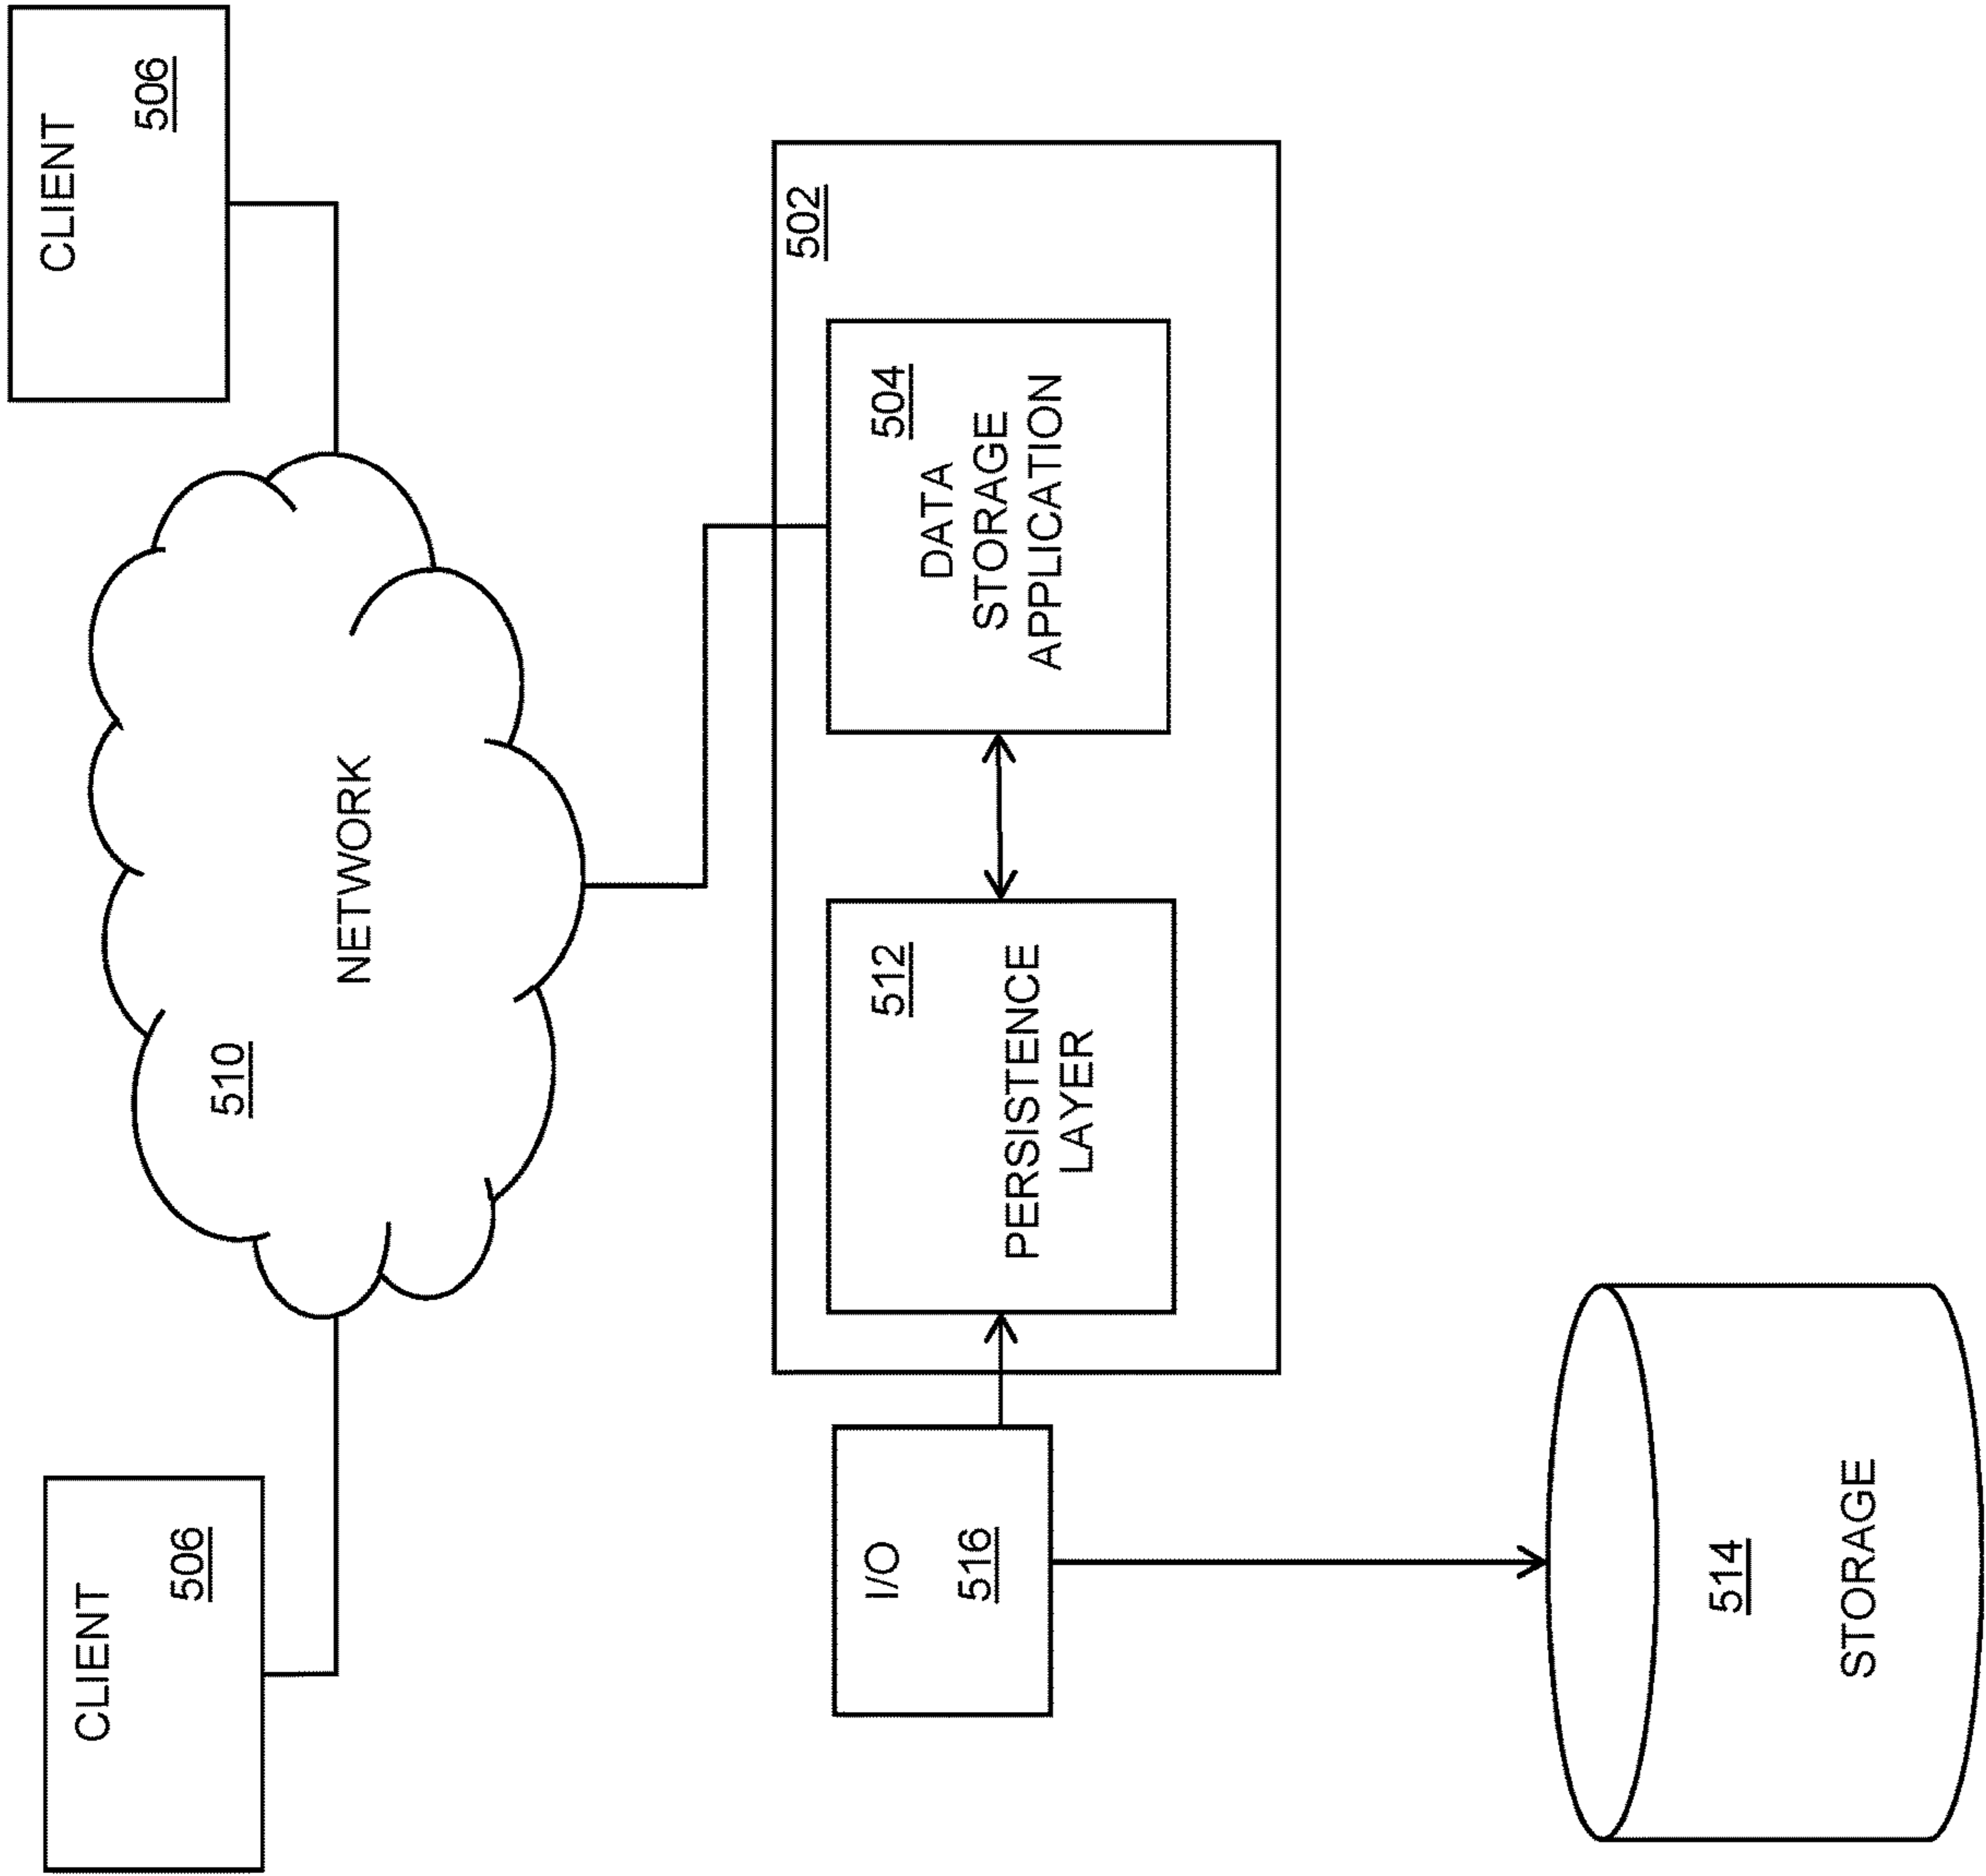 CLIENT
506
CLIENT
506
510
NETWORK
502
512
PERSISTENCE
LAYER
504
DATA
STORAGE
APPLICATION
I/O
516
514
STORAGE